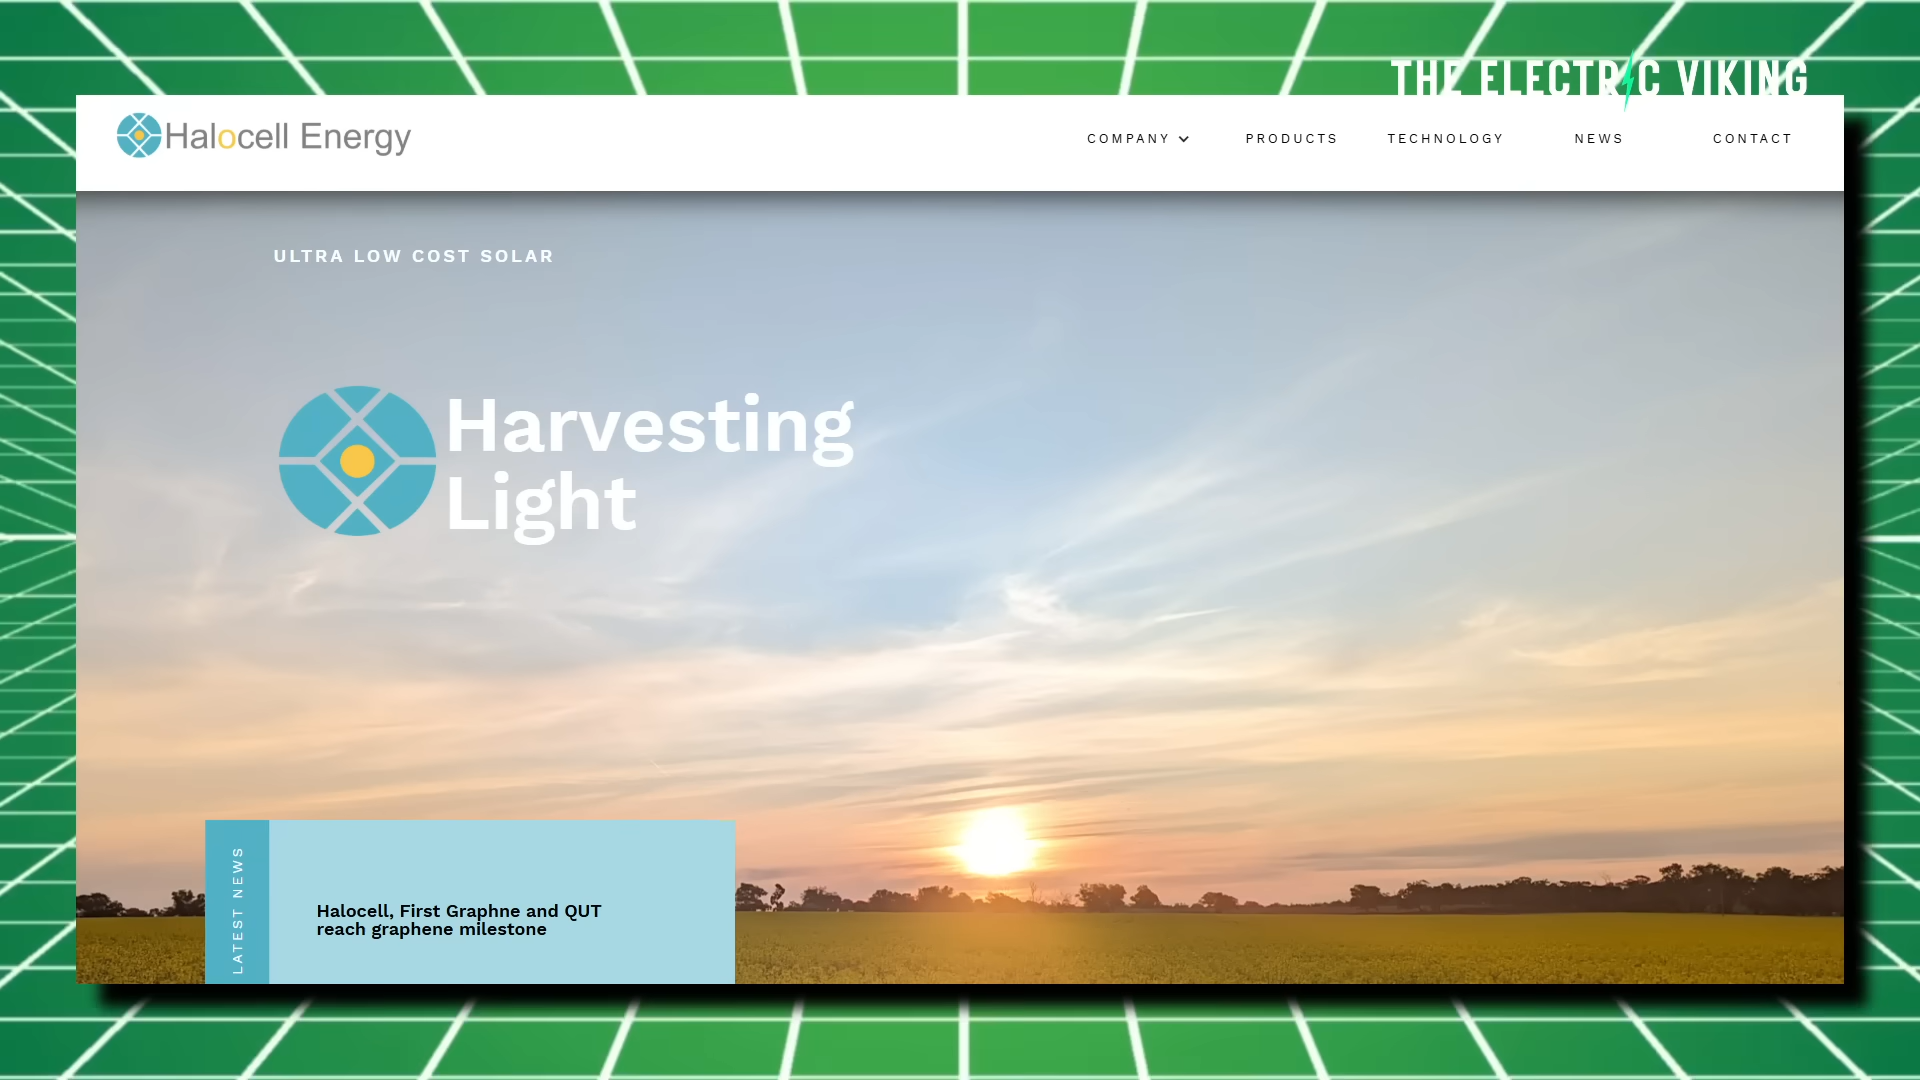 THE ELECTRIC VIKING
Halocell Energy
COMPANY
PRODUCTS
TECHNOLOGY
NEWS
CONTACT
ULTRA LOW COST SOLAR
Harvesting
Light
LATEST NEWS
Halocell, First Graphne and QUT
reach graphene milestone